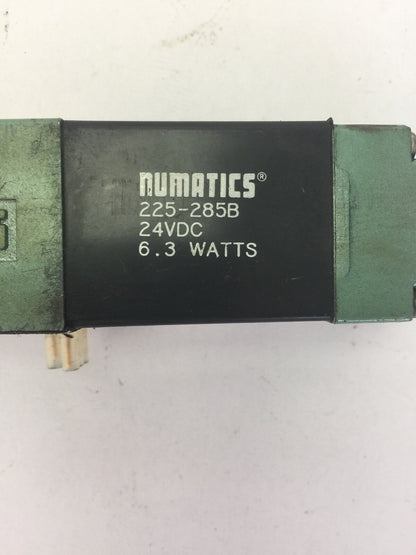 numatics®
225-285B
24VDC
6.3 WATTS